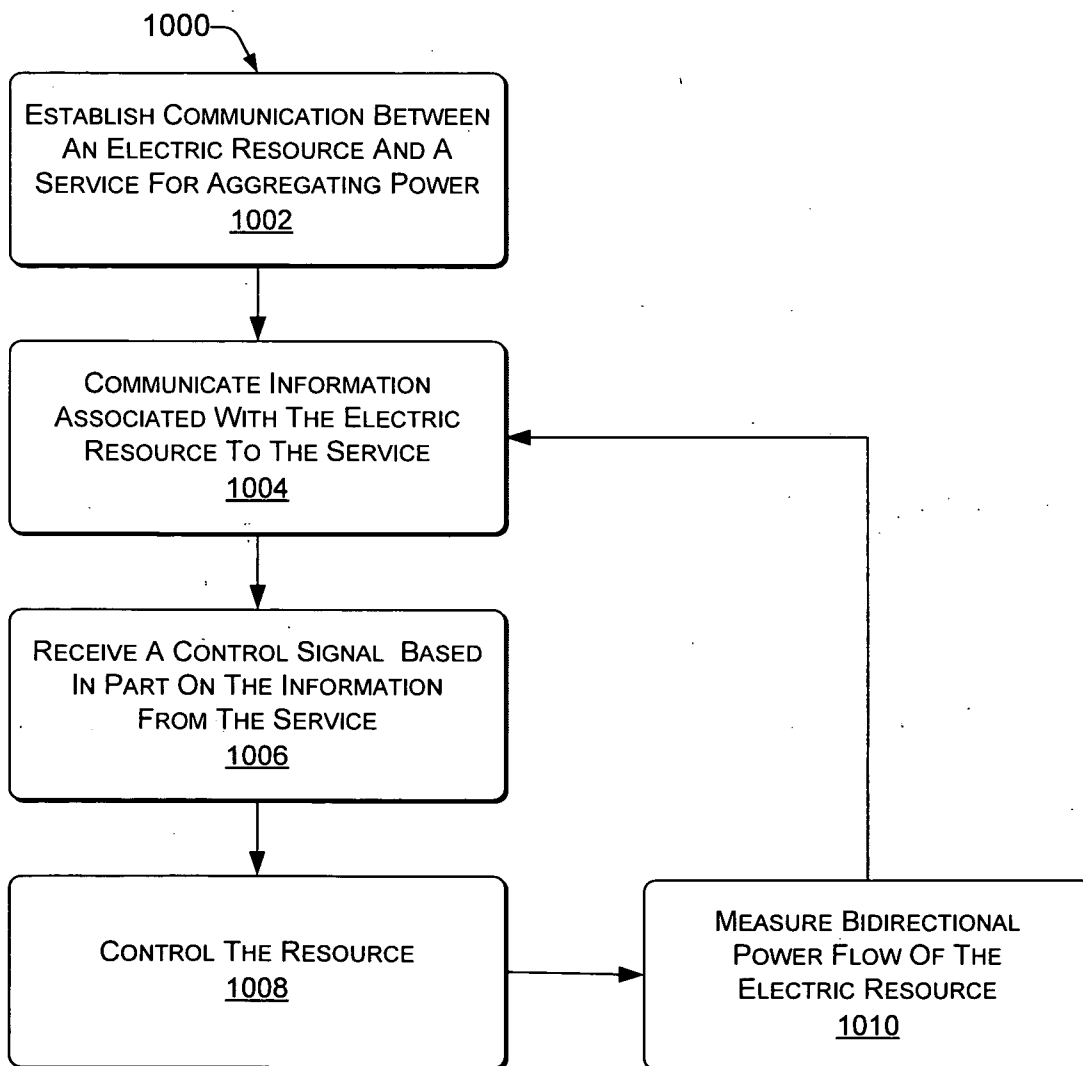 1000
ESTABLISH COMMUNICATION BETWEEN
AN ELECTRIC RESOURCE AND A
SERVICE FOR AGGREGATING POWER
1002
COMMUNICATE INFORMATION
ASSOCIATED WITH THE ELECTRIC
RESOURCE TO THE SERVICE
1004
RECEIVE A CONTROL SIGNAL BASED
IN PART ON THE INFORMATION
FROM THE SERVICE
1006
CONTROL THE RESOURCE
1008
MEASURE BIDIRECTIONAL
POWER FLOW OF THE
ELECTRIC RESOURCE
1010